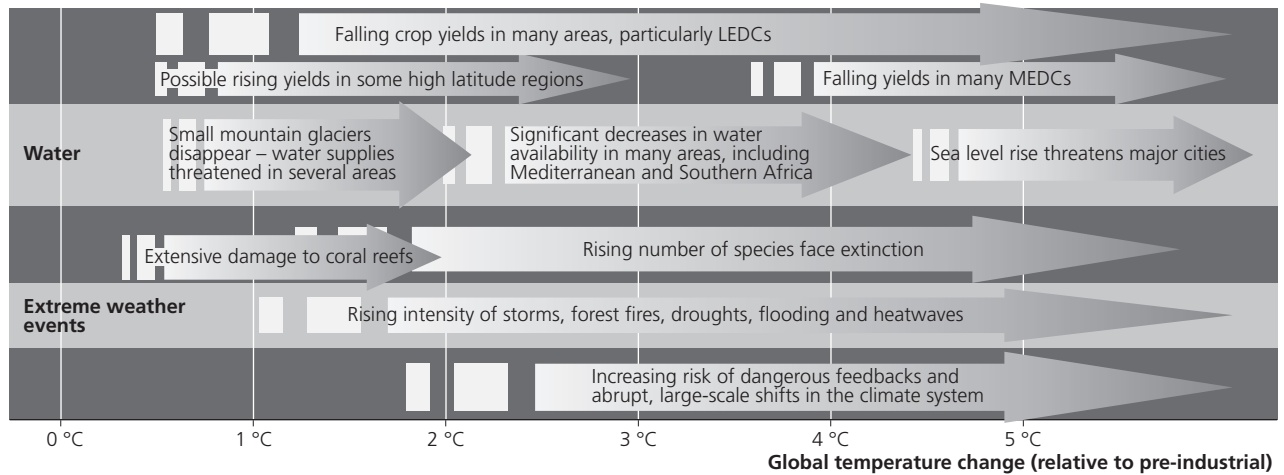 Falling crop yields in many areas, particularly LEDCs
Possible rising yields in some high latitude regions
Falling yields in many MEDCs
Water
Small mountain glaciers
disappear – water supplies
threatened in several areas
Significant decreases in water
availability in many areas, including
Mediterranean and Southern Africa
Sea level rise threatens major cities
Extensive damage to coral reefs
Rising number of species face extinction
Extreme weather
events
Rising intensity of storms, forest fires, droughts, flooding and heatwaves
Increasing risk of dangerous feedbacks and
abrupt, large-scale shifts in the climate system
0 °C
1 °C
2 °C
3 °C
4 °C
5 °C
Global temperature change (relative to pre-industrial)